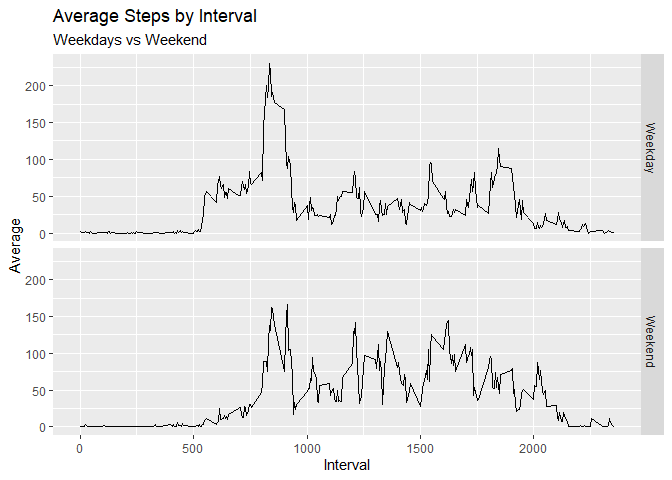 Average Steps by Interval
Weekdays vs Weekend
200
150
100
50
0
Weekday
Average
200
150
100
50
0
Weekend
0 500 1000 1500 2000
Interval